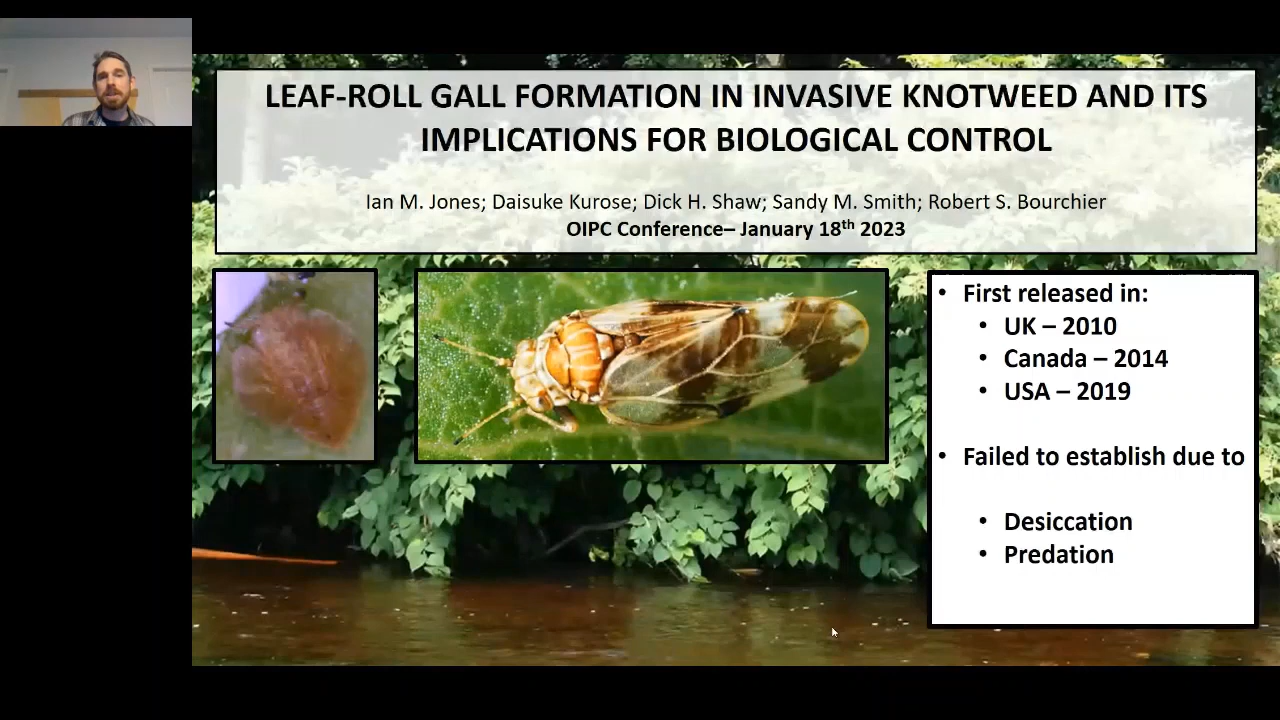 LEAF-ROLL GALL FORMATION IN INVASIVE KNOTWEED AND ITS
IMPLICATIONS FOR BIOLOGICAL CONTROL
Ian M. Jones; Daisuke Kurose; Dick H. Shaw; Sandy M. Smith; Robert S. Bourchier
OIPC Conference– January 18th 2023
• First released in:
• UK – 2010
• Canada – 2014
• USA – 2019
• Failed to establish due to
• Desiccation
• Predation